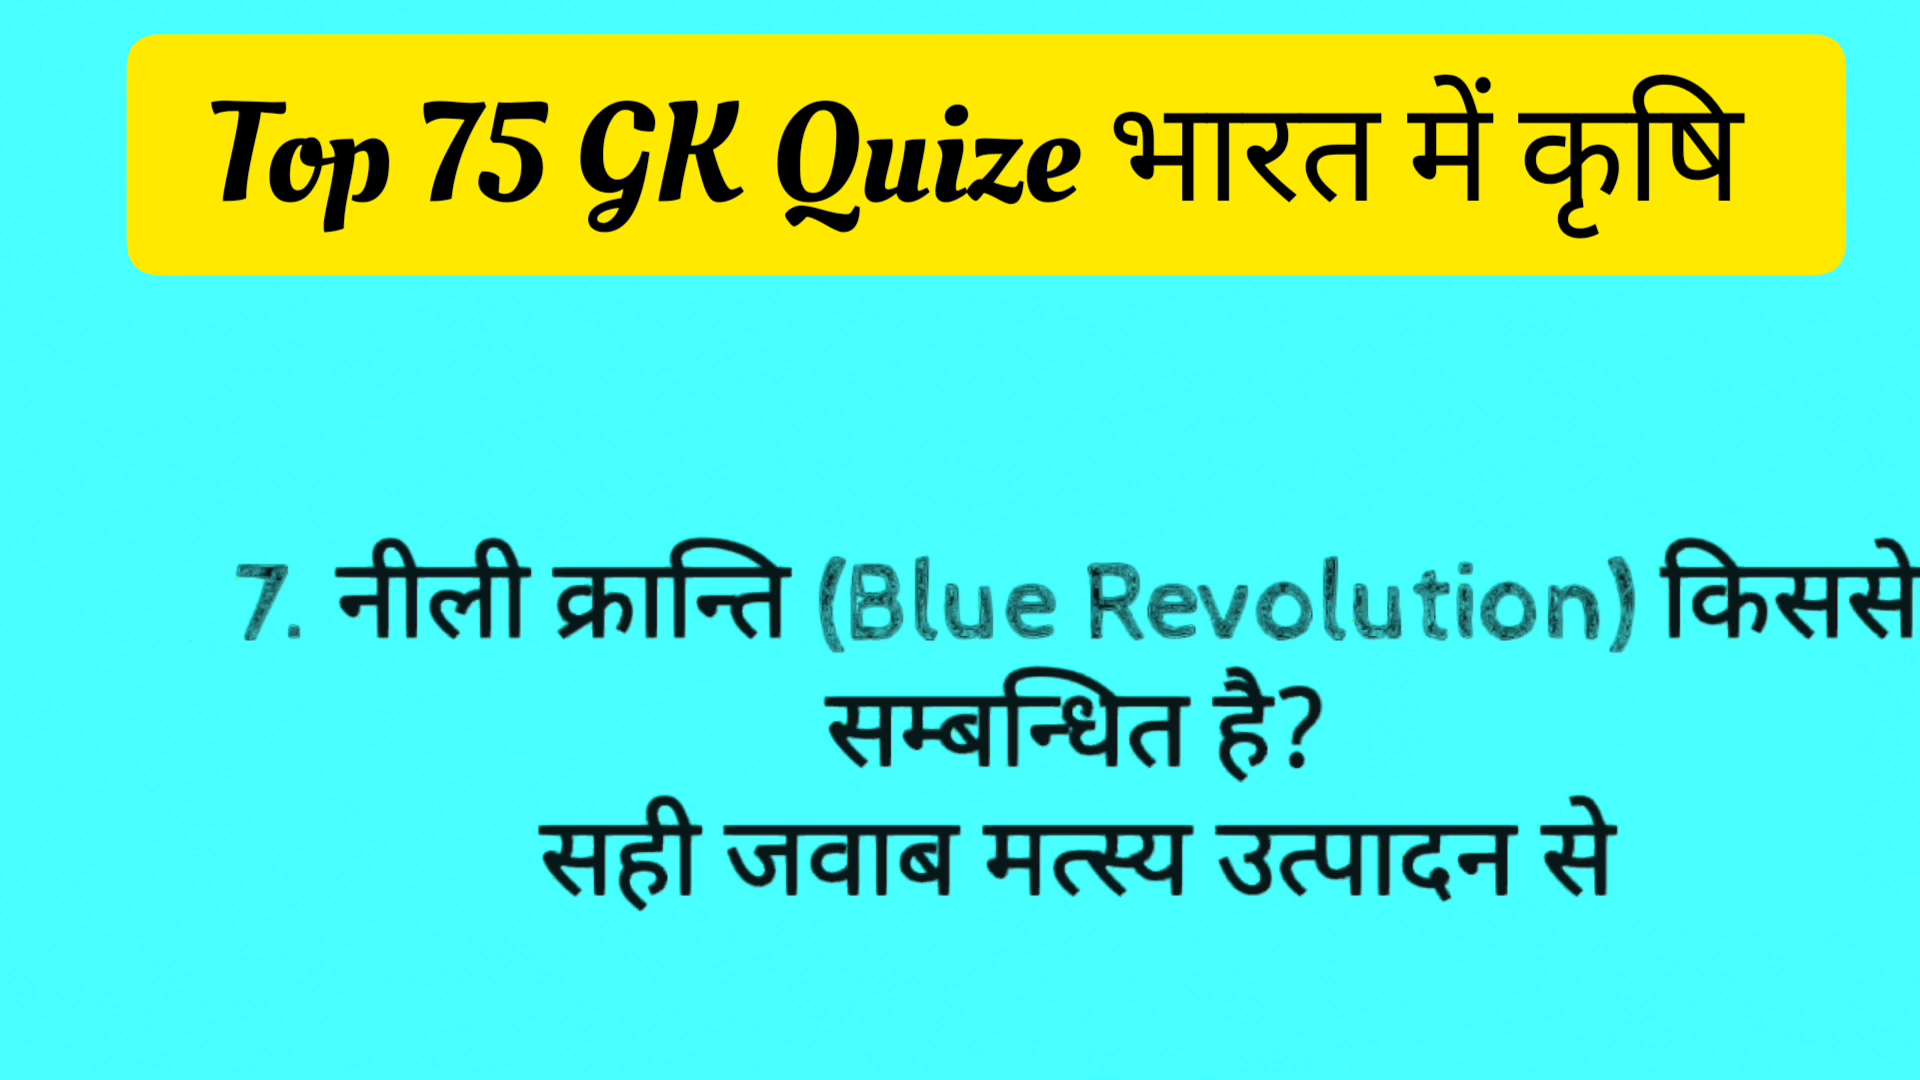 Top 75 GK Quize भारत में कृषि
7. नीली क्रान्ति (Blue Revolution) किससे
सम्बन्धित है?
सही जवाब मत्स्य उत्पादन से